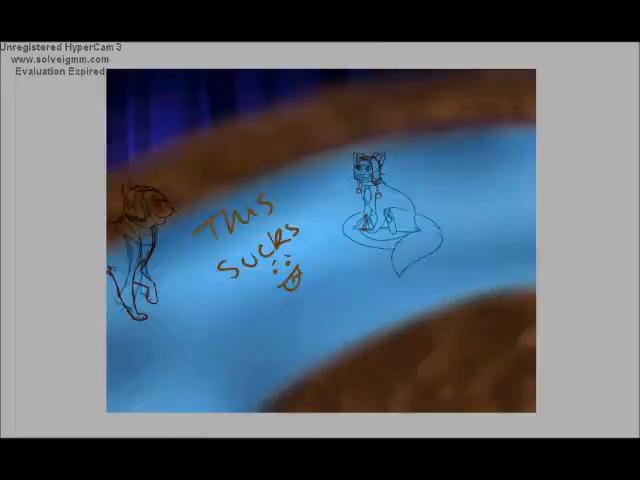 Unregistered HyperCam 3
www.solveigmm.com
Evaluation Expired
This
sucks